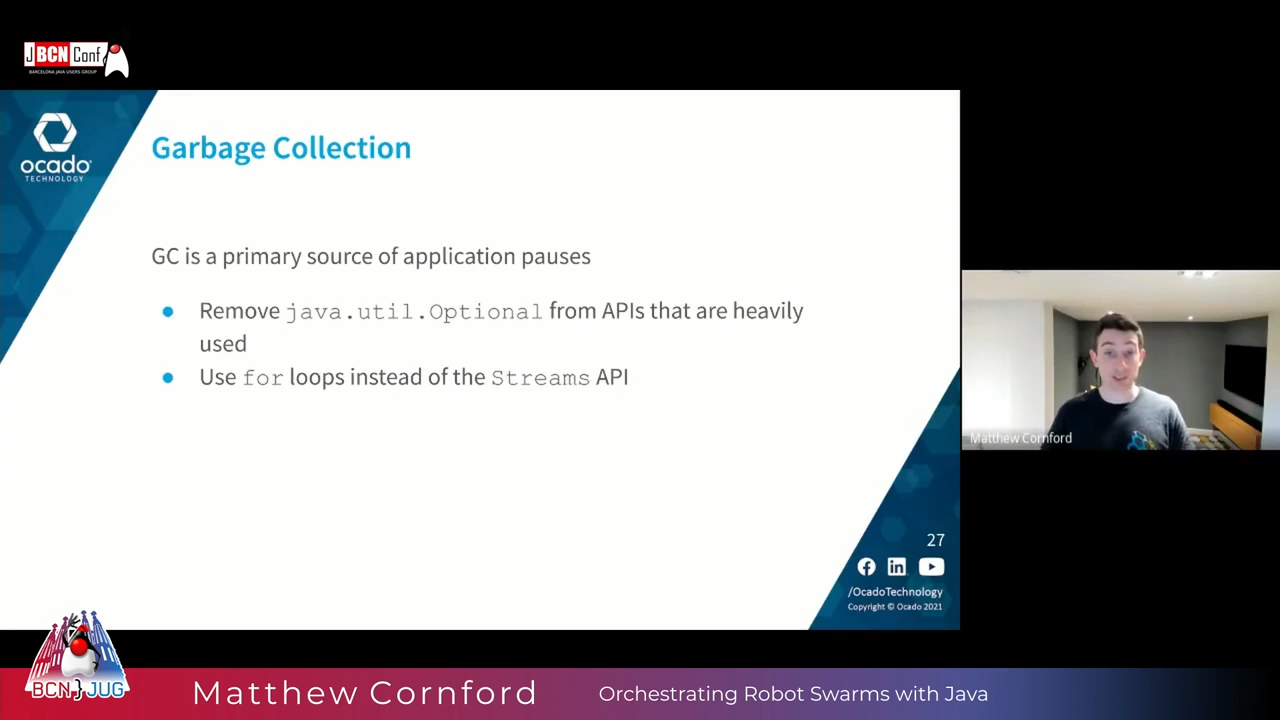 JBCNConf
BARCELONA JAVA USERS GROUP
ocado
TECHNOLOGY
Garbage Collection
GC is a primary source of application pauses
● Remove java.util.Optional from APIs that are heavily
used
● Use for loops instead of the Streams API
Matthew Cornford
27
/OcadoTechnology
Copyright © Ocado 2021
BCN}JUG
Matthew Cornford
Orchestrating Robot Swarms with Java